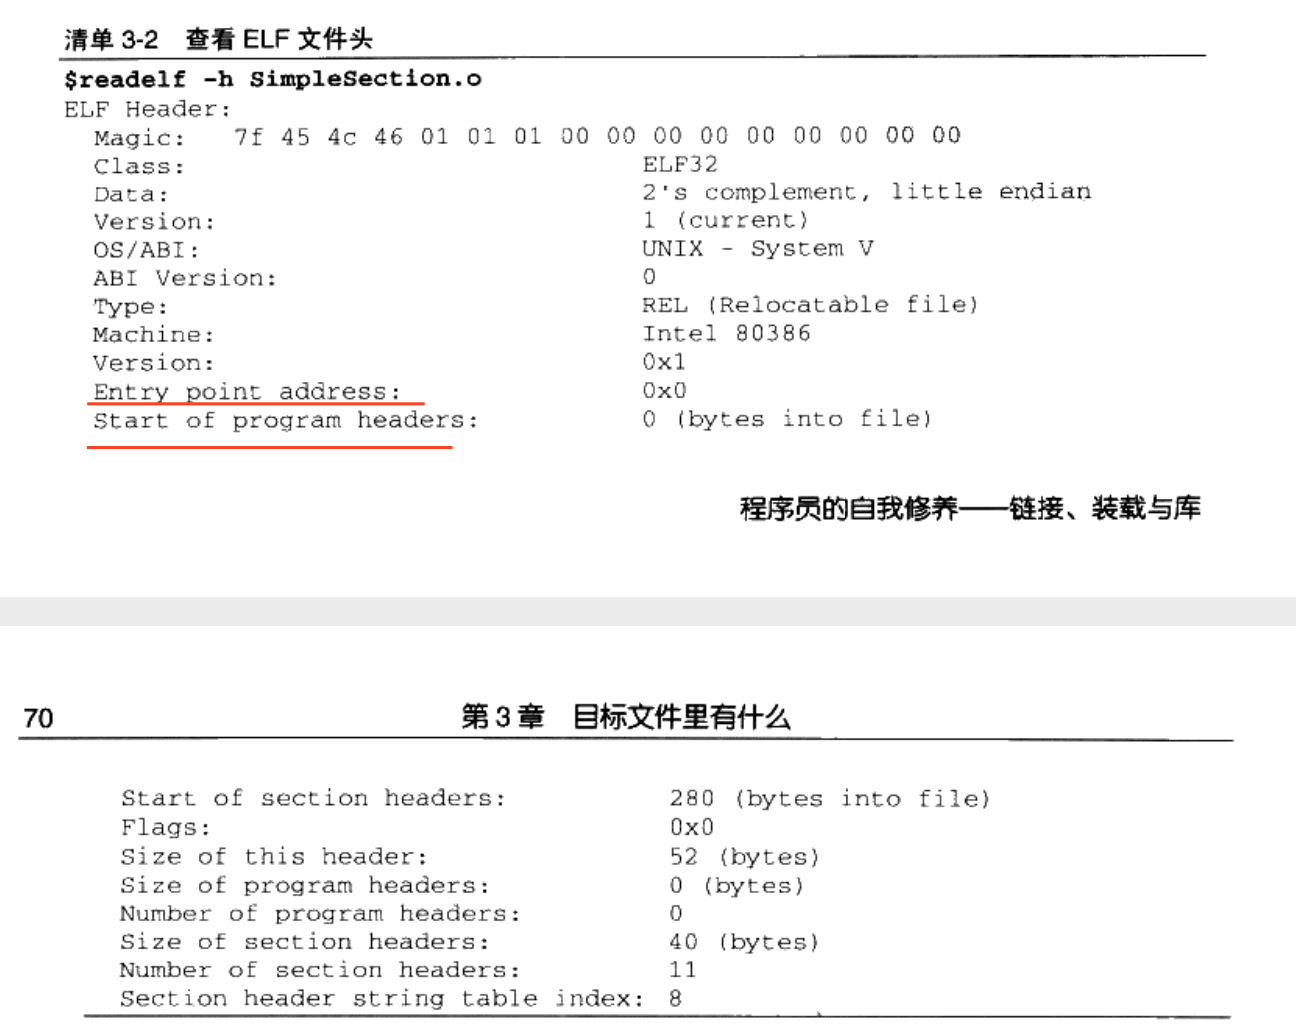 清单 3-2 查看 ELF 文件头
$readelf -h SimpleSection.o
ELF Header:
Magic: 7f 45 4c 46 01 01 01 00 00 00 00 00 00 00 00 00
Class: ELF32
Data: 2's complement, little endian
Version: 1 (current)
OS/ABI: UNIX - System V
ABI Version: 0
Type: REL (Relocatable file)
Machine: Intel 80386
Version: 0x1
Entry point address: 0x0
Start of program headers: 0 (bytes into file)
程序员的自我修养——链接、装载与库
70 第 3 章 目标文件里有什么
Start of section headers: 280 (bytes into file)
Flags: 0x0
Size of this header: 52 (bytes)
Size of program headers: 0 (bytes)
Number of program headers: 0
Size of section headers: 40 (bytes)
Number of section headers: 11
Section header string table index: 8